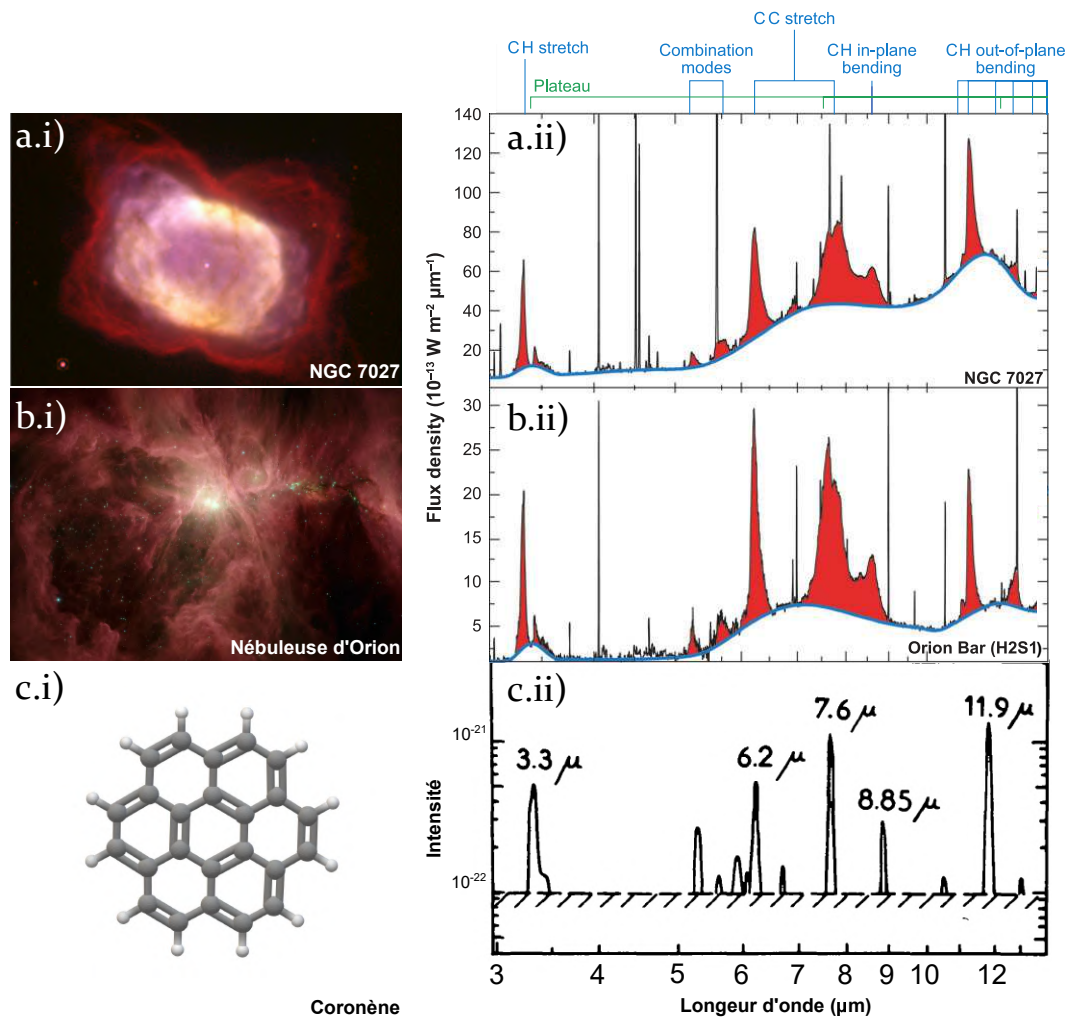 CC stretch
CH stretch
Combination modes
CH in-plane bending
CH out-of-plane bending
Plateau
a.i)
NGC 7027
a.ii)
140
120
100
80
60
40
20
NGC 7027
b.i)
Nébuleuse d'Orion
b.ii)
30
25
20
15
10
5
Orion Bar (H2S1)
Flux density (10⁻¹³ W m⁻² µm⁻¹)
c.i)
Coronène
c.ii)
10⁻²¹
10⁻²²
Intensité
3.3 µ
6.2 µ
7.6 µ
8.85 µ
11.9 µ
3 4 5 6 7 8 9 10 12
Longeur d'onde (µm)